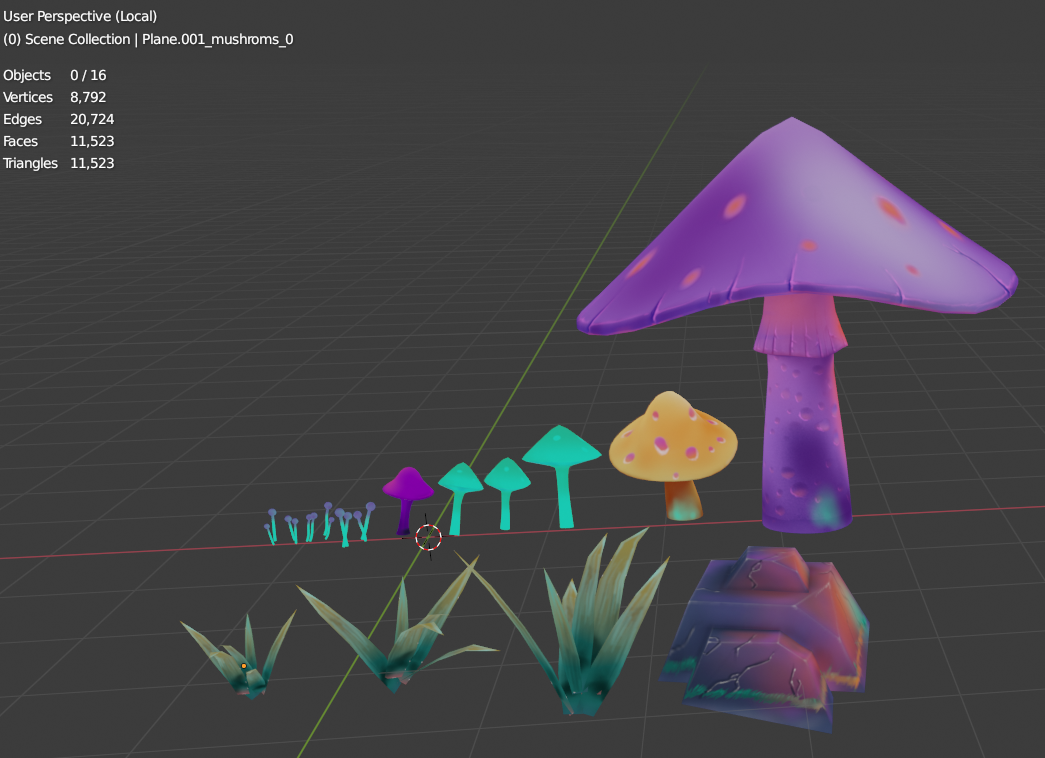 User Perspective (Local)
(0) Scene Collection | Plane.001_mushroms_0
Objects 0 / 16
Vertices 8,792
Edges 20,724
Faces 11,523
Triangles 11,523